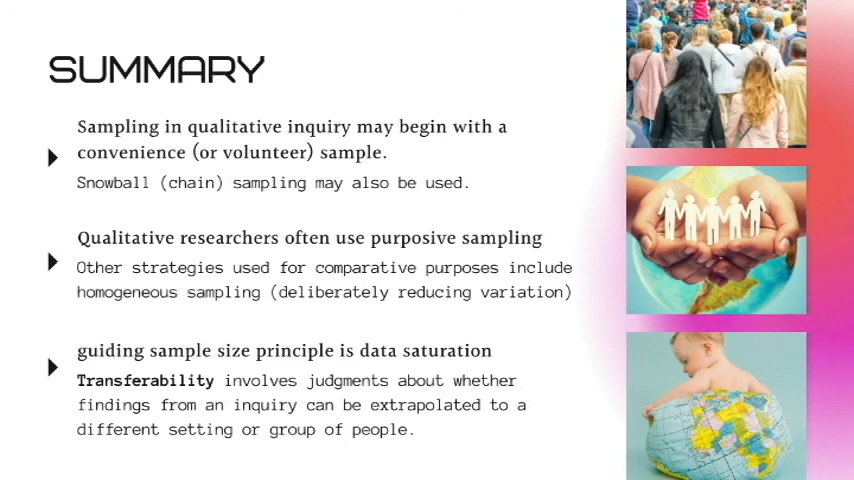 SUMMARY
Sampling in qualitative inquiry may begin with a
convenience (or volunteer) sample.
Snowball (chain) sampling may also be used.
Qualitative researchers often use purposive sampling
Other strategies used for comparative purposes include
homogeneous sampling (deliberately reducing variation)
guiding sample size principle is data saturation
Transferability involves judgments about whether
findings from an inquiry can be extrapolated to a
different setting or group of people.